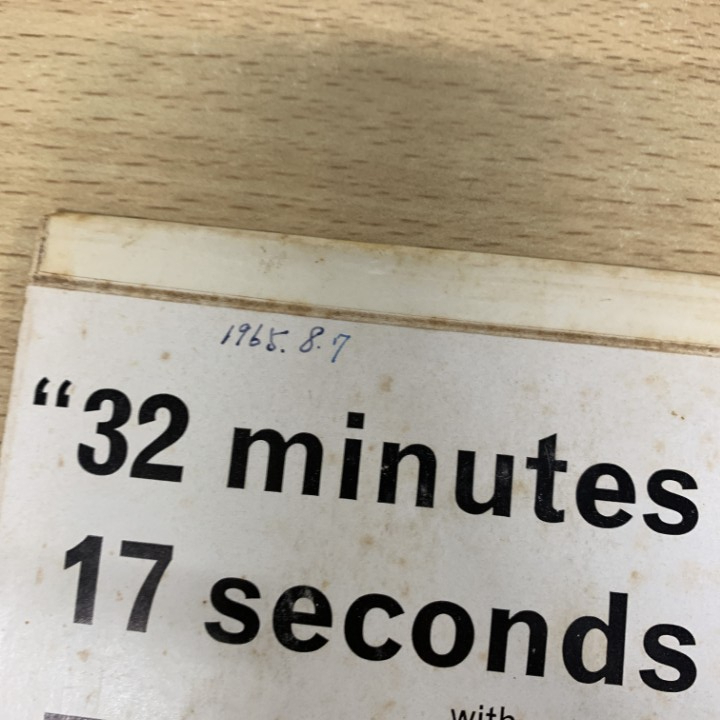 1965.8.7
“32 minutes
17 seconds
with